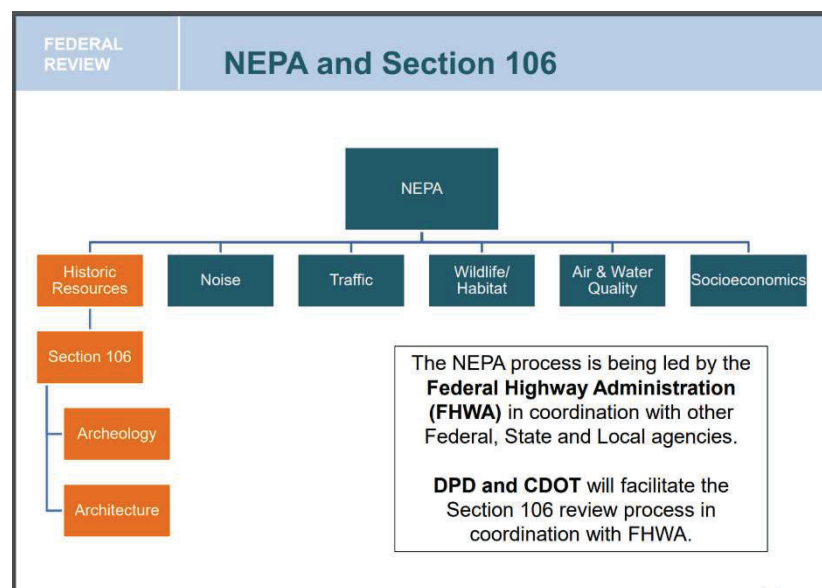 FEDERAL
REVIEW
NEPA and Section 106
NEPA
Historic
Resources
Noise
Traffic
Wildlife/
Habitat
Air & Water
Quality
Socioeconomics
Section 106
Archeology
Architecture
The NEPA process is being led by the
Federal Highway Administration
(FHWA) in coordination with other
Federal, State and Local agencies.
DPD and CDOT will facilitate the
Section 106 review process in
coordination with FHWA.